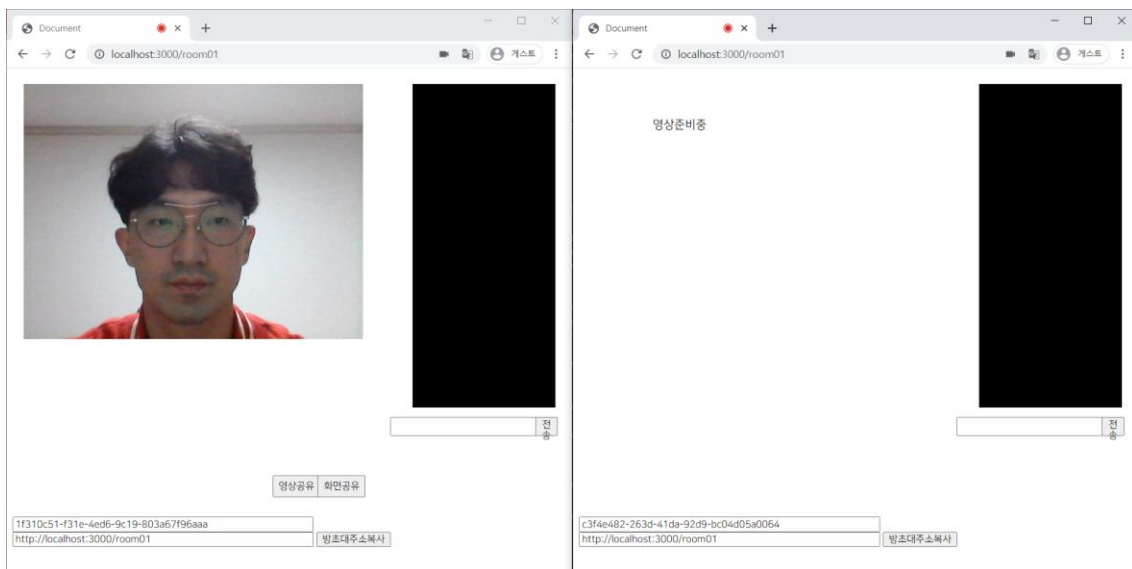 Document
localhost:3000/room01
게스트
전송
영상공유 화면공유
1f310c51-f31e-4ed6-9c19-803a67f96aaa
http://localhost:3000/room01 방초대주소복사
Document
localhost:3000/room01
게스트
영상준비중
전송
c3f4e482-263d-41da-92d9-bc04d05a0064
http://localhost:3000/room01 방초대주소복사